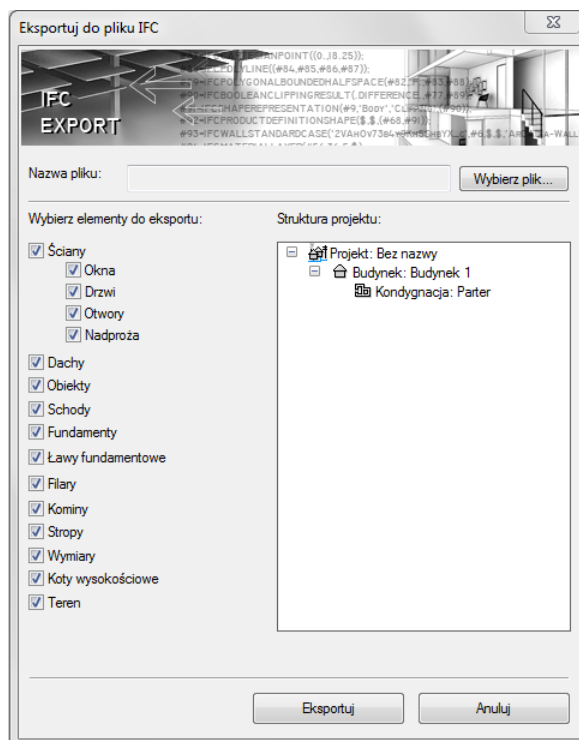 Eksportuj do pliku IFC
IFC
EXPORT
Nazwa pliku:
Wybierz plik...
Wybierz elementy do eksportu:
Struktura projektu:
Ściany
Okna
Drzwi
Otwory
Nadproża
Dachy
Obiekty
Schody
Fundamenty
Ławy fundamentowe
Filary
Kominy
Stropy
Wymiary
Koty wysokościowe
Teren
Projekt: Bez nazwy
Budynek: Budynek 1
Kondygnacja: Parter
Eksportuj
Anuluj